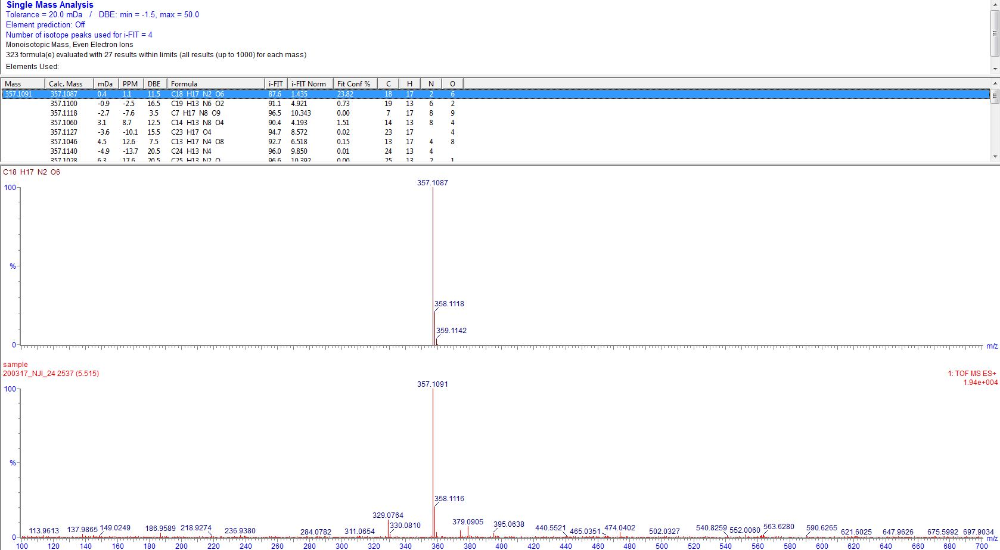 Single Mass Analysis
Tolerance = 20.0 mDa / DBE: min = -1.5, max = 50.0
Element prediction: Off
Number of isotope peaks used for i-FIT = 4
Monoisotopic Mass, Even Electron Ions
323 formula(e) evaluated with 27 results within limits (all results (up to 1000) for each mass)
Elements Used:
Mass Calc. Mass mDa PPM DBE Formula i-FIT i-FIT Norm Fit Conf % C H N O
357.1091 357.1087 0.4 1.1 11.5 C18 H17 N2 O6 87.6 1.435 23.82 18 17 2 6
357.1100 -0.9 -2.5 16.5 C19 H13 N6 O2 91.1 4.921 0.73 19 13 6 2
357.1118 -2.7 -7.6 3.5 C7 H17 N8 O9 96.5 10.343 0.00 7 17 8 9
357.1060 3.1 8.7 12.5 C14 H13 N8 O4 90.4 4.193 1.51 14 13 8 4
357.1127 -3.6 -10.1 15.5 C23 H17 O4 94.7 8.572 0.02 23 17 4
357.1046 4.5 12.6 7.5 C13 H17 N4 O8 92.7 6.518 0.15 13 17 4 8
357.1140 -4.9 -13.7 20.5 C24 H13 N4 96.0 9.850 0.01 24 13 4
357.1028 6.3 17.6 20.5 C25 H13 N2 O 96.6 10.392 0.00 25 13 2 1
C18 H17 N2 O6
357.1087
100
%
358.1118
359.1142
0
m/z
sample
200317_NJI_24 2537 (5.515)
1: TOF MS ES+
1.94e+004
357.1091
100
%
358.1116
329.0764
330.0810
379.0905
395.0638
113.9613 137.9865 149.0249 186.9589 218.9274 236.9380 284.0782 311.0654 440.5521 465.0351 474.0402 502.0327 540.8259 552.0060 563.6280 590.6265 621.6025 647.9626 675.5992 697.9034
0
m/z
100 120 140 160 180 200 220 240 260 280 300 320 340 360 380 400 420 440 460 480 500 520 540 560 580 600 620 640 660 680 700